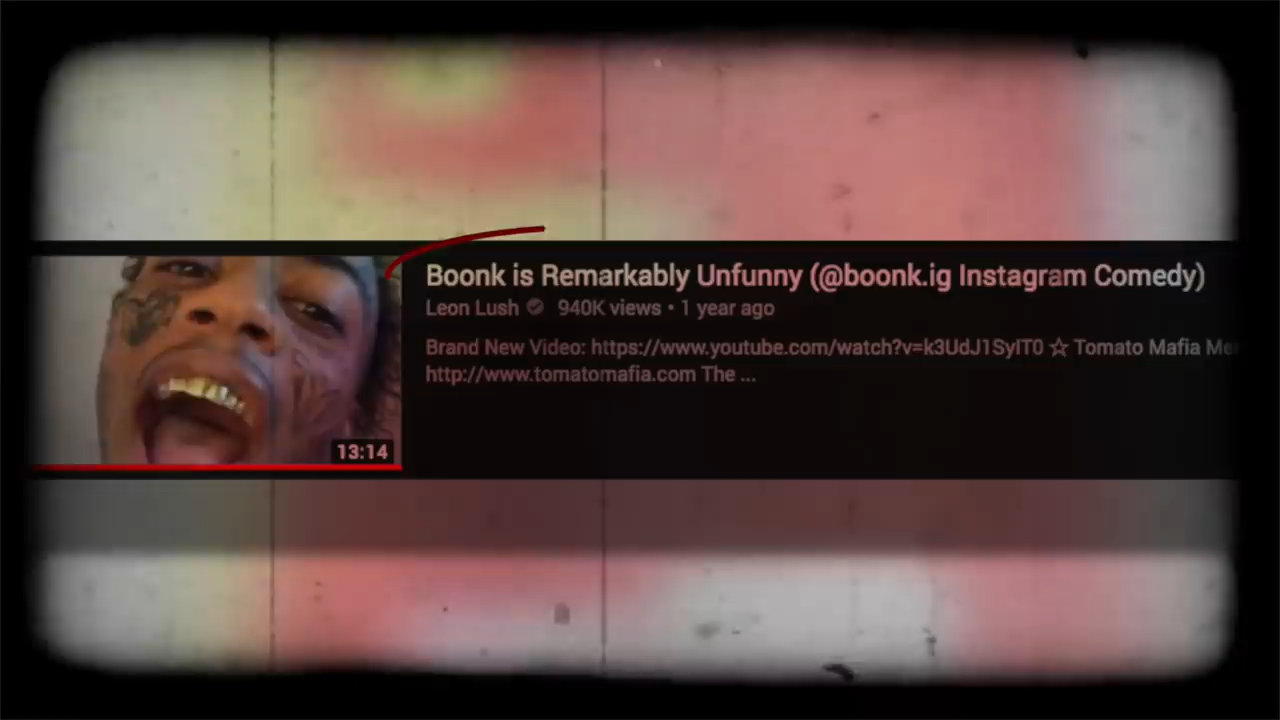 Boonk is Remarkably Unfunny (@boonk.ig Instagram Comedy)
Leon Lush 940K views • 1 year ago
Brand New Video: https://www.youtube.com/watch?v=k3UdJ1SyIT0 ☆ Tomato Mafia
http://www.tomatomafia.com The ...
13:14